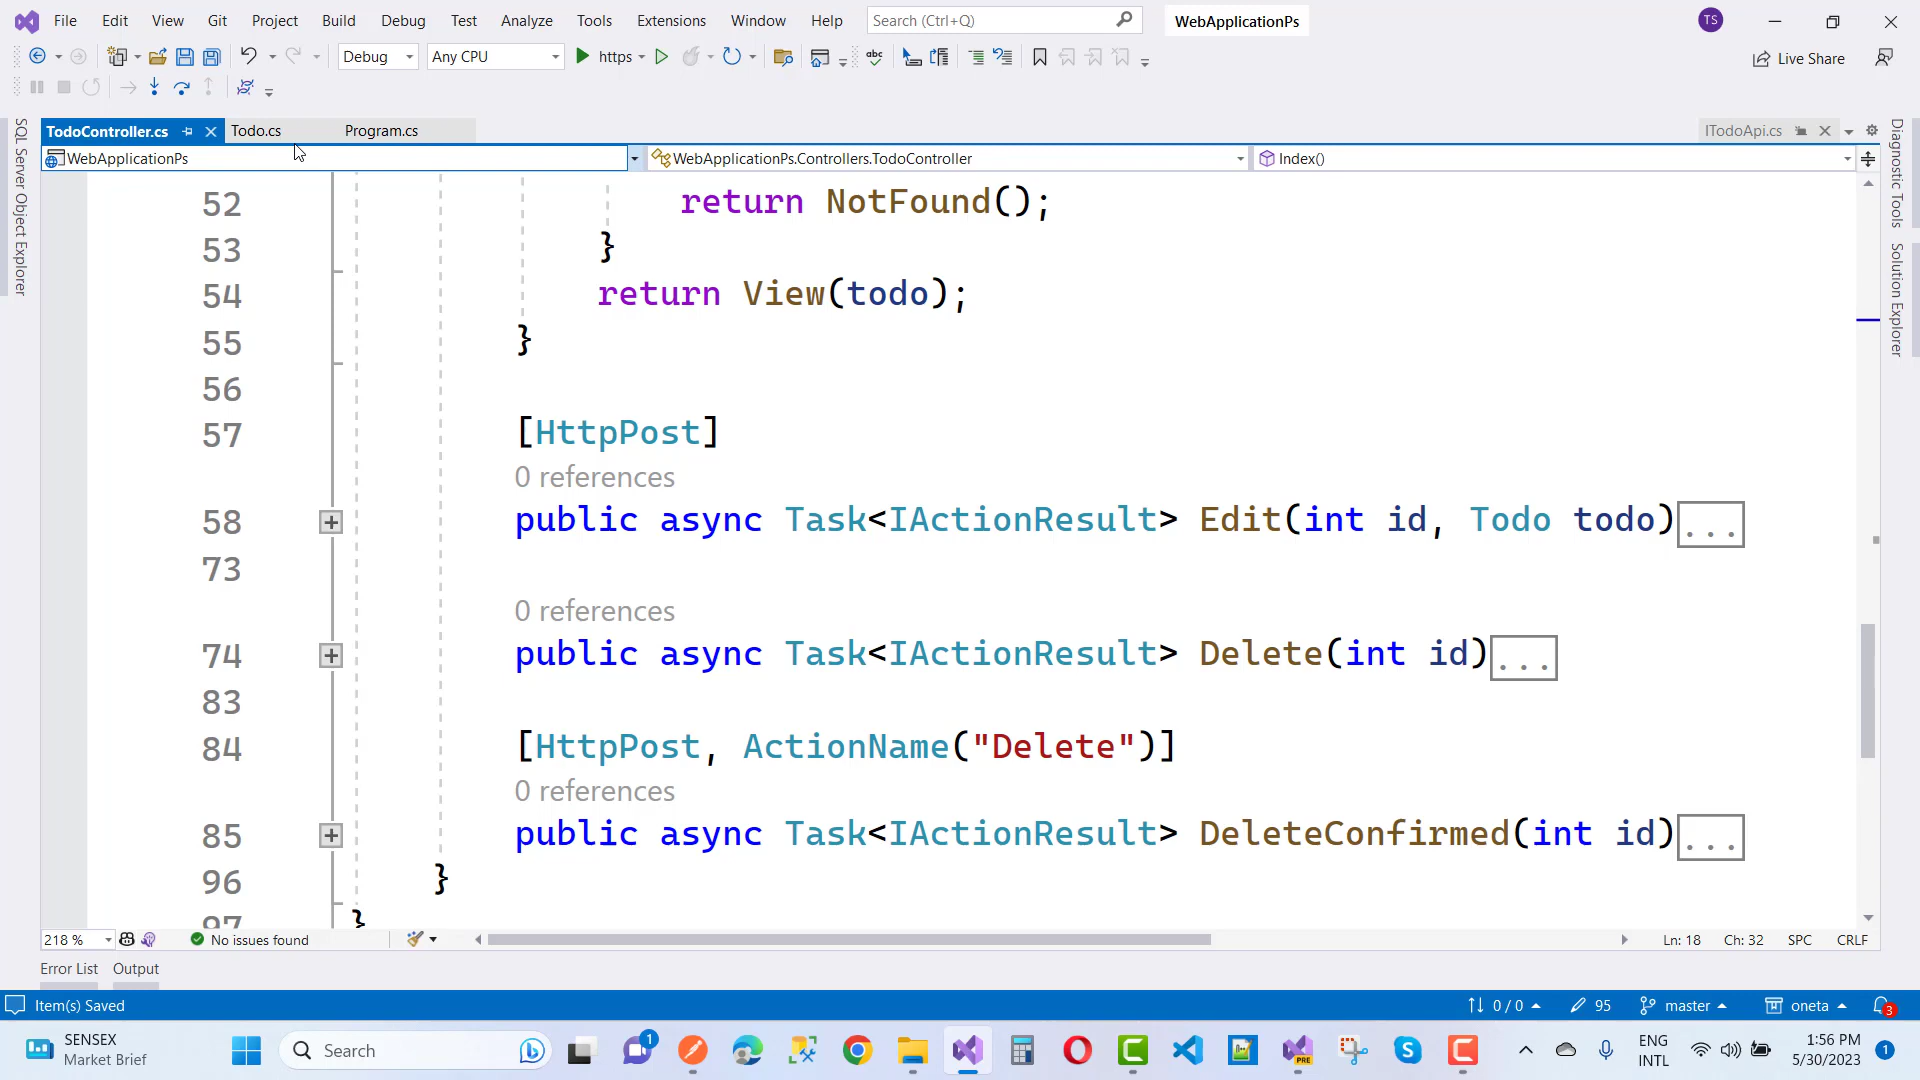 File Edit View Git Project Build Debug Test Analyze Tools Extensions Window Help Search (Ctrl+Q) WebApplicationPs TS
Debug Any CPU https Live Share
TodoController.cs Todo.cs Program.cs ITodoApi.cs
WebApplicationPs WebApplicationPs.Controllers.TodoController Index()
SQL Server Object Explorer
Diagnostic Tools
Solution Explorer
52 return NotFound();
53 }
54 return View(todo);
55 }
56
57 [HttpPost]
0 references
58 public async Task<IActionResult> Edit(int id, Todo todo)...
73
0 references
74 public async Task<IActionResult> Delete(int id)...
83
84 [HttpPost, ActionName("Delete")]
0 references
85 public async Task<IActionResult> DeleteConfirmed(int id)...
96 }
97 }
218 % No issues found Ln: 18 Ch: 32 SPC CRLF
Error List Output
Item(s) Saved 0 / 0 95 master oneta 3
SENSEX
Market Brief
Search
1
PRE
ENG
INTL
1:56 PM
5/30/2023
1